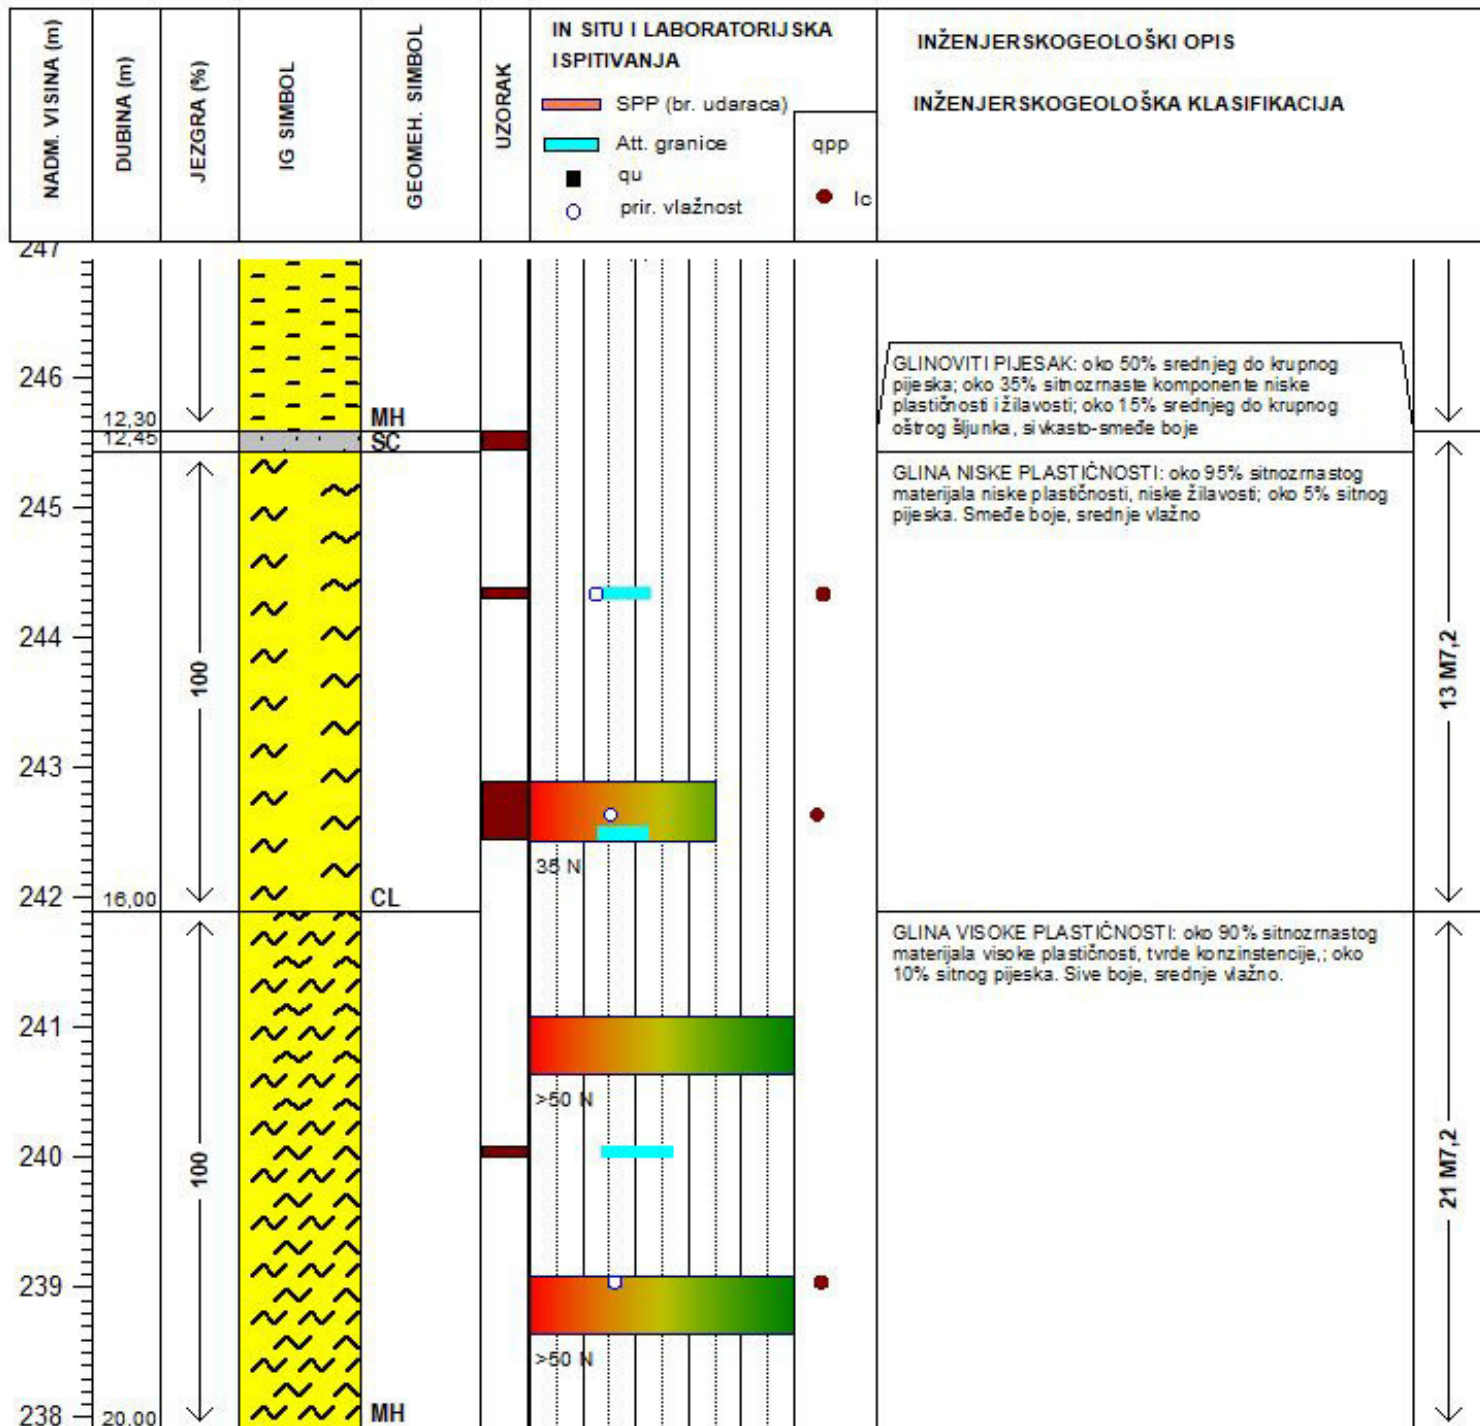 NADM. VISINA (m)
DUBINA (m)
JEZGRA (%)
IG SIMBOL
GEOMEH. SIMBOL
UZORAK
IN SITU I LABORATORIJSKA
ISPITIVANJA
SPP (br. udaraca)
Att. granice
qu
prir. vlažnost
qpp
Ic
INŽENJERSKOGEOLOŠKI OPIS
INŽENJERSKOGEOLOŠKA KLASIFIKACIJA
247
246
12,30
MH
12,45
SC
GLINOVITI PIJESAK: oko 50% srednjeg do krupnog
pijeska; oko 35% sitnozrnaste komponente niske
plastičnosti i žilavosti; oko 15% srednjeg do krupnog
oštrog šljunka, sivkasto-smeđe boje
GLINA NISKE PLASTIČNOSTI: oko 95% sitnozrnastog
materijala niske plastičnosti, niske žilavosti; oko 5% sitnog
pijeska. Smeđe boje, srednje vlažno
245
244
100
13 M7,2
243
35 N
242
16,00
CL
GLINA VISOKE PLASTIČNOSTI: oko 90% sitnozrnastog
materijala visoke plastičnosti, tvrde konzinstencije,; oko
10% sitnog pijeska. Sive boje, srednje vlažno.
241
>50 N
240
100
21 M7,2
239
>50 N
238
20,00
MH